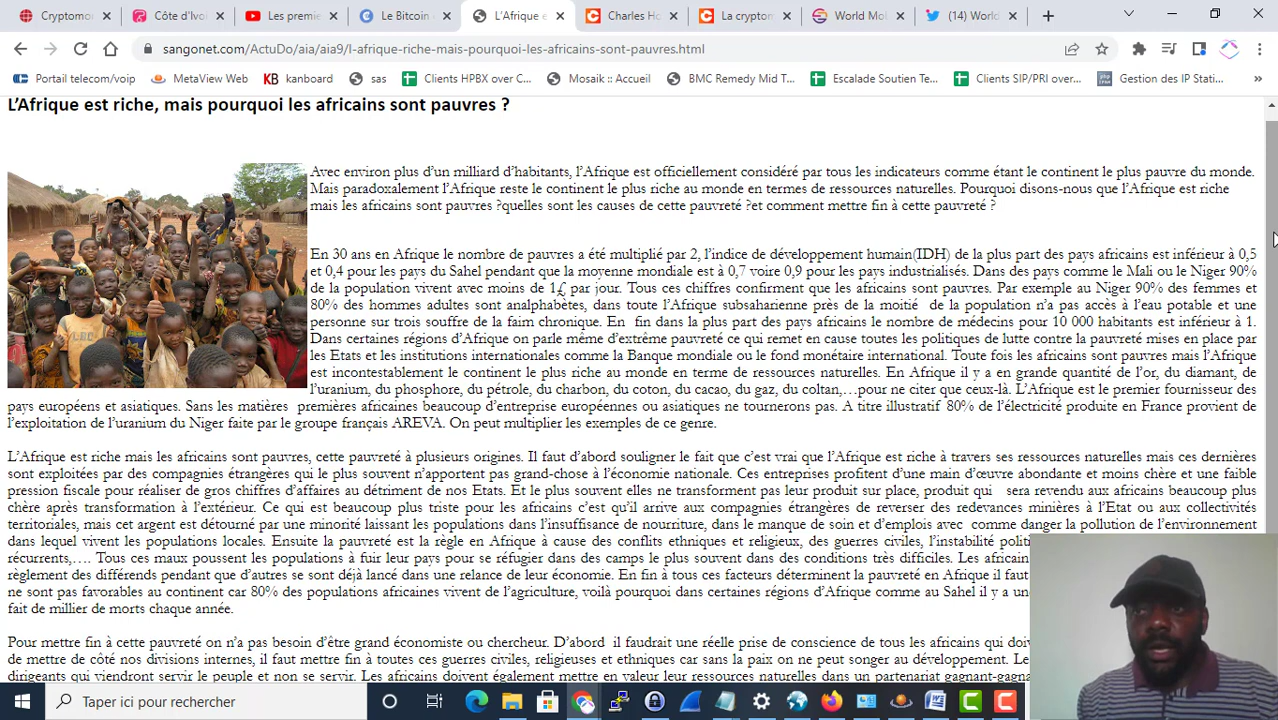 Cryptomo
Côte d'Ivo
Les premie
Le Bitcoin
L'Afrique e
Charles Ho
La cryptom
World Mo
(14) World
sangonet.com/ActuDo/aia/aia9/l-afrique-riche-mais-pourquoi-les-africains-sont-pauvres.html
Portail telecom/voip
MetaView Web
KB kanboard
sas
Clients HPBX over C...
Mosaik :: Accueil
BMC Remedy Mid T...
Escalade Soutien Te...
Clients SIP/PRI over...
Gestion des IP Stati...
»
L'Afrique est riche, mais pourquoi les africains sont pauvres ?
Avec environ plus d'un milliard d'habitants, l'Afrique est officiellement considéré par tous les indicateurs comme étant le continent le plus pauvre du monde.
Mais paradoxalement l'Afrique reste le continent le plus riche au monde en termes de ressources naturelles. Pourquoi disons-nous que l'Afrique est riche
mais les africains sont pauvres ?quelles sont les causes de cette pauvreté ?et comment mettre fin à cette pauvreté ?
En 30 ans en Afrique le nombre de pauvres a été multiplié par 2, l'indice de développement humain(IDH) de la plus part des pays africains est inférieur à 0,5
et 0,4 pour les pays du Sahel pendant que la moyenne mondiale est à 0,7 voire 0,9 pour les pays industrialisés. Dans des pays comme le Mali ou le Niger 90%
de la population vivent avec moins de 1£ par jour. Tous ces chiffres confirment que les africains sont pauvres. Par exemple au Niger 90% des femmes et
80% des hommes adultes sont analphabètes, dans toute l'Afrique subsaharienne près de la moitié de la population n'a pas accès à l'eau potable et une
personne sur trois souffre de la faim chronique. En fin dans la plus part des pays africains le nombre de médecins pour 10 000 habitants est inférieur à 1.
Dans certaines régions d'Afrique on parle même d'extrême pauvreté ce qui remet en cause toutes les politiques de lutte contre la pauvreté mises en place par
les Etats et les institutions internationales comme la Banque mondiale ou le fond monétaire international. Toute fois les africains sont pauvres mais l'Afrique
est incontestablement le continent le plus riche au monde en terme de ressources naturelles. En Afrique il y a en grande quantité de l'or, du diamant, de
l'uranium, du phosphore, du pétrole, du charbon, du coton, du cacao, du gaz, du coltan,…pour ne citer que ceux-là. L'Afrique est le premier fournisseur des
pays européens et asiatiques. Sans les matières premières africaines beaucoup d'entreprise européennes ou asiatiques ne tournerons pas. A titre illustratif 80% de l'électricité produite en France provient de
l'exploitation de l'uranium du Niger faite par le groupe français AREVA. On peut multiplier les exemples de ce genre.
L'Afrique est riche mais les africains sont pauvres, cette pauvreté à plusieurs origines. Il faut d'abord souligner le fait que c'est vrai que l'Afrique est riche à travers ses ressources naturelles mais ces dernières
sont exploitées par des compagnies étrangères qui le plus souvent n'apportent pas grand-chose à l'économie nationale. Ces entreprises profitent d'une main d'œuvre abondante et moins chère et une faible
pression fiscale pour réaliser de gros chiffres d'affaires au détriment de nos Etats. Et le plus souvent elles ne transforment pas leur produit sur place, produit qui sera revendu aux africains beaucoup plus
chère après transformation à l'extérieur. Ce qui est beaucoup plus triste pour les africains c'est qu'il arrivé aux compagnies étrangères de reverser des redevances minières à l'Etat ou aux collectivités
territoriales, mais cet argent est détourné par une minorité laissant les populations dans l'insuffisance de nourriture, dans le manque de soin et d'emplois avec comme danger la pollution de l'environnement
dans lequel vivent les populations locales. Ensuite la pauvreté est la règle en Afrique à cause des conflits ethniques et religieux, des guerres civiles, l'instabilité polit
récurrents,…. Tous ces maux poussent les populations à fuir leur pays pour se réfugier dans des camps le plus souvent dans des conditions très difficiles. Les africain
règlement des différends pendant que d'autres se sont déjà lancé dans une relance de leur économie. En fin à tous ces facteurs déterminent la pauvreté en Afrique il faut
ne sont pas favorables au continent car 80% des populations africaines vivent de l'agriculture, voilà pourquoi dans certaines régions d'Afrique comme au Sahel il y a une
fait de millier de morts chaque année.
Pour mettre fin à cette pauvreté on n'a pas besoin d'être grand économiste ou chercheur. D'abord il faudrait une réelle prise de conscience de tous les africains qui doiv
de mettre de côté nos divisions internes, il faut mettre fin à toutes ces guerres civiles, religieuses et ethniques car sans la paix on ne peut songer au développement. Le
dirigeants qui viendront servir le peuple et non se servir. Les africains doivent également mettre en valeur leur ressources naturelles dans un partenariat gagnant-gagna
Taper ici pour rechercher